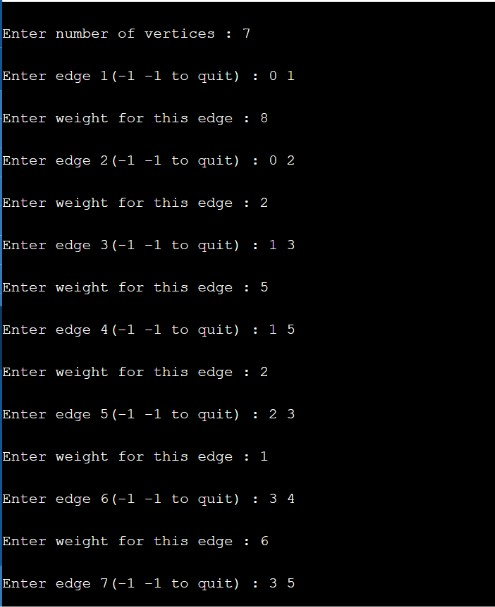 Enter number of vertices : 7
Enter edge 1(-1 -1 to quit) : 0 1
Enter weight for this edge : 8
Enter edge 2(-1 -1 to quit) : 0 2
Enter weight for this edge : 2
Enter edge 3(-1 -1 to quit) : 1 3
Enter weight for this edge : 5
Enter edge 4(-1 -1 to quit) : 1 5
Enter weight for this edge : 2
Enter edge 5(-1 -1 to quit) : 2 3
Enter weight for this edge : 1
Enter edge 6(-1 -1 to quit) : 3 4
Enter weight for this edge : 6
Enter edge 7(-1 -1 to quit) : 3 5